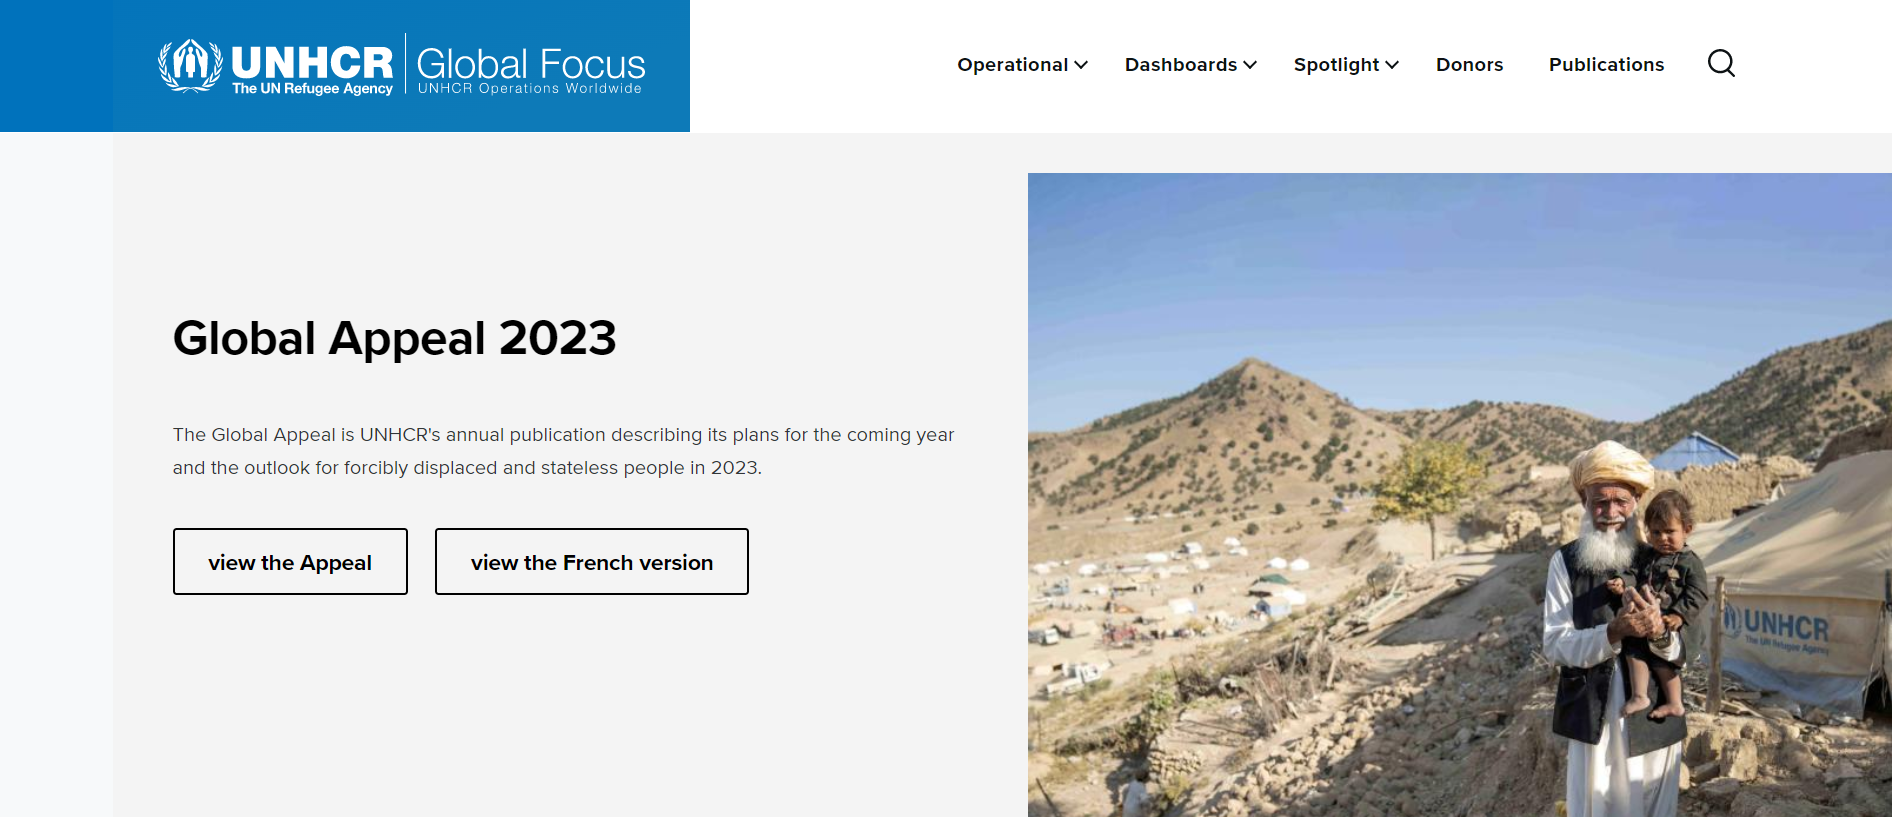 UNHCR
The UN Refugee Agency
Global Focus
UNHCR Operations Worldwide
Operational
Dashboards
Spotlight
Donors
Publications
Global Appeal 2023
The Global Appeal is UNHCR's annual publication describing its plans for the coming year
and the outlook for forcibly displaced and stateless people in 2023.
view the Appeal
view the French version
UNHCR
The UN Refugee Agency